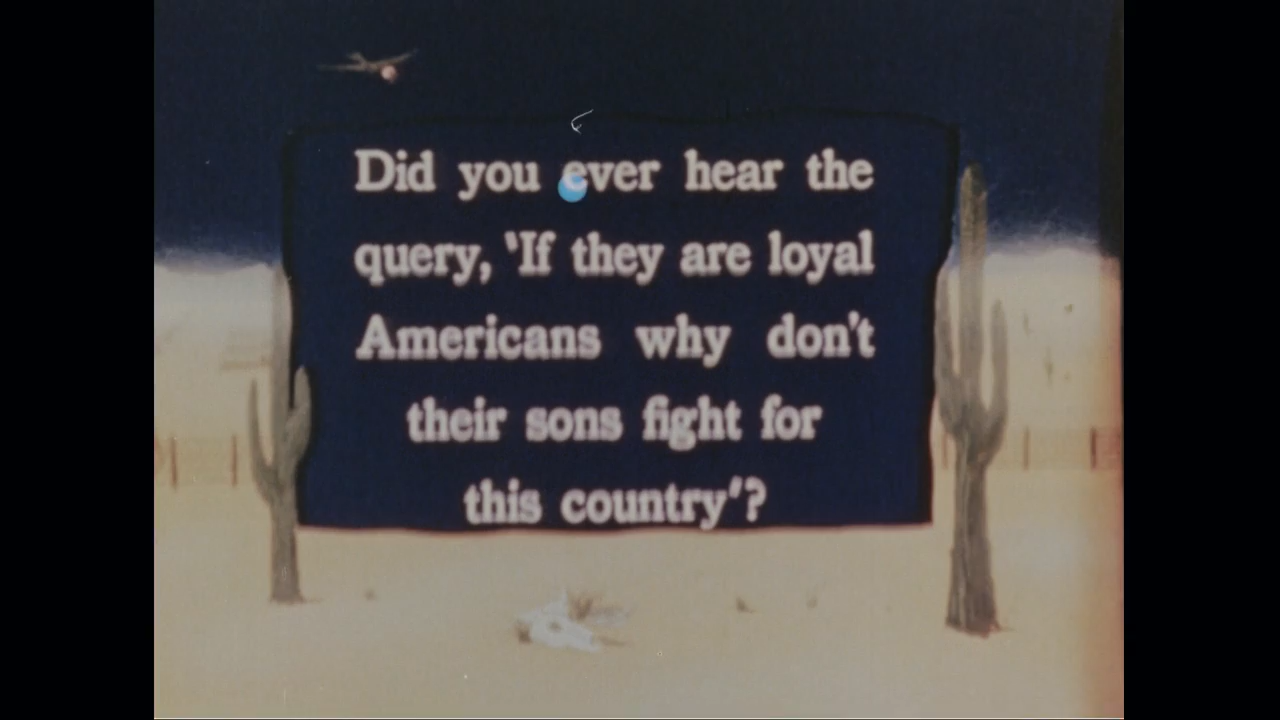 Did you ever hear the
query, 'If they are loyal
Americans why don't
their sons fight for
this country'?